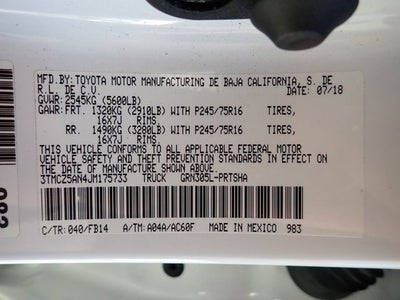 MFD.BY:TOYOTA MOTOR MANUFACTURING DE BAJA CALIFORNIA, S. DE
R.L. DE C.V. DATE: 07/18
GVWR: 2545KG (5600LB)
GAWR:FRT. 1320KG (2910LB) WITH P245/75R16 TIRES,
16X7J RIMS
RR. 1490KG (3280LB) WITH P245/75R16 TIRES,
16X7J RIMS
THIS VEHICLE CONFORMS TO ALL APPLICABLE FEDERAL MOTOR
VEHICLE SAFETY AND THEFT PREVENTION STANDARDS IN EFFECT ON
THE DATE OF MANUFACTURE SHOWN ABOVE.
3TMCZ5AN4JM175733 TRUCK GRN305L-PRTSHA
C/TR: 040/FB14 A/TM: A04A/AC60F MADE IN MEXICO 983